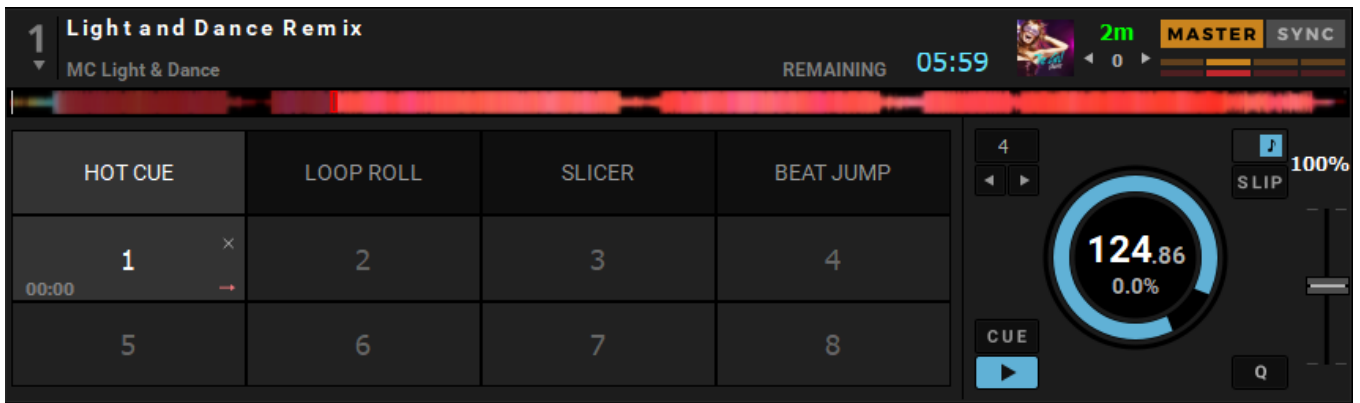 1
Light and Dance Remix
MC Light & Dance
REMAINING 05:59
2m
0
MASTER SYNC
HOT CUE LOOP ROLL SLICER BEAT JUMP
1 2 3 4
00:00
5 6 7 8
4
SLIP
100%
124.86
0.0%
CUE
Q